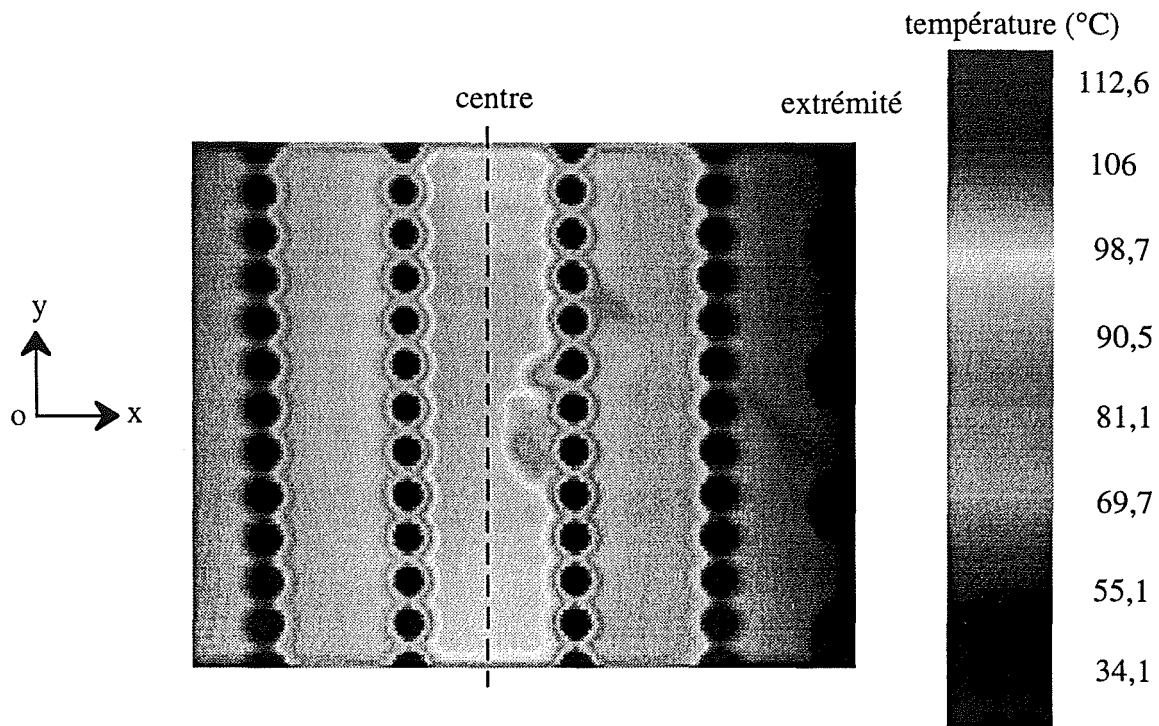 température (°C)
centre
extrémité
112,6
106
98,7
90,5
81,1
69,7
55,1
34,1
y
o
x